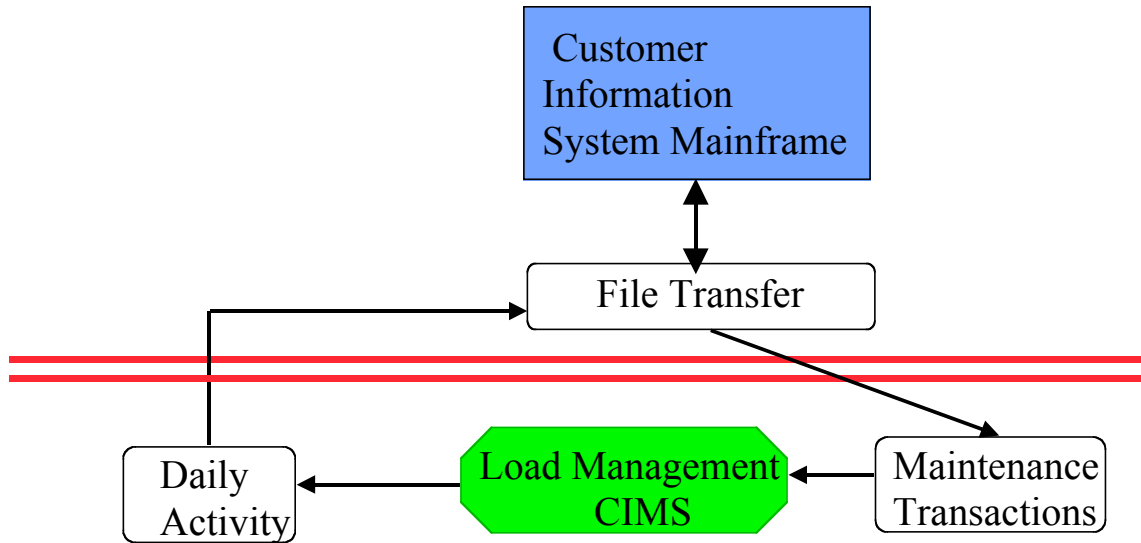 Customer
Information
System Mainframe
File Transfer
Daily
Activity
Load Management
CIMS
Maintenance
Transactions